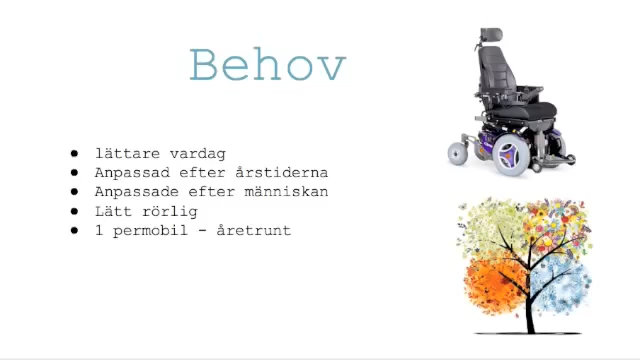 Behov
● lättare vardag
● Anpassad efter årstiderna
● Anpassade efter människan
● Lätt rörlig
● 1 permobil - åretrunt